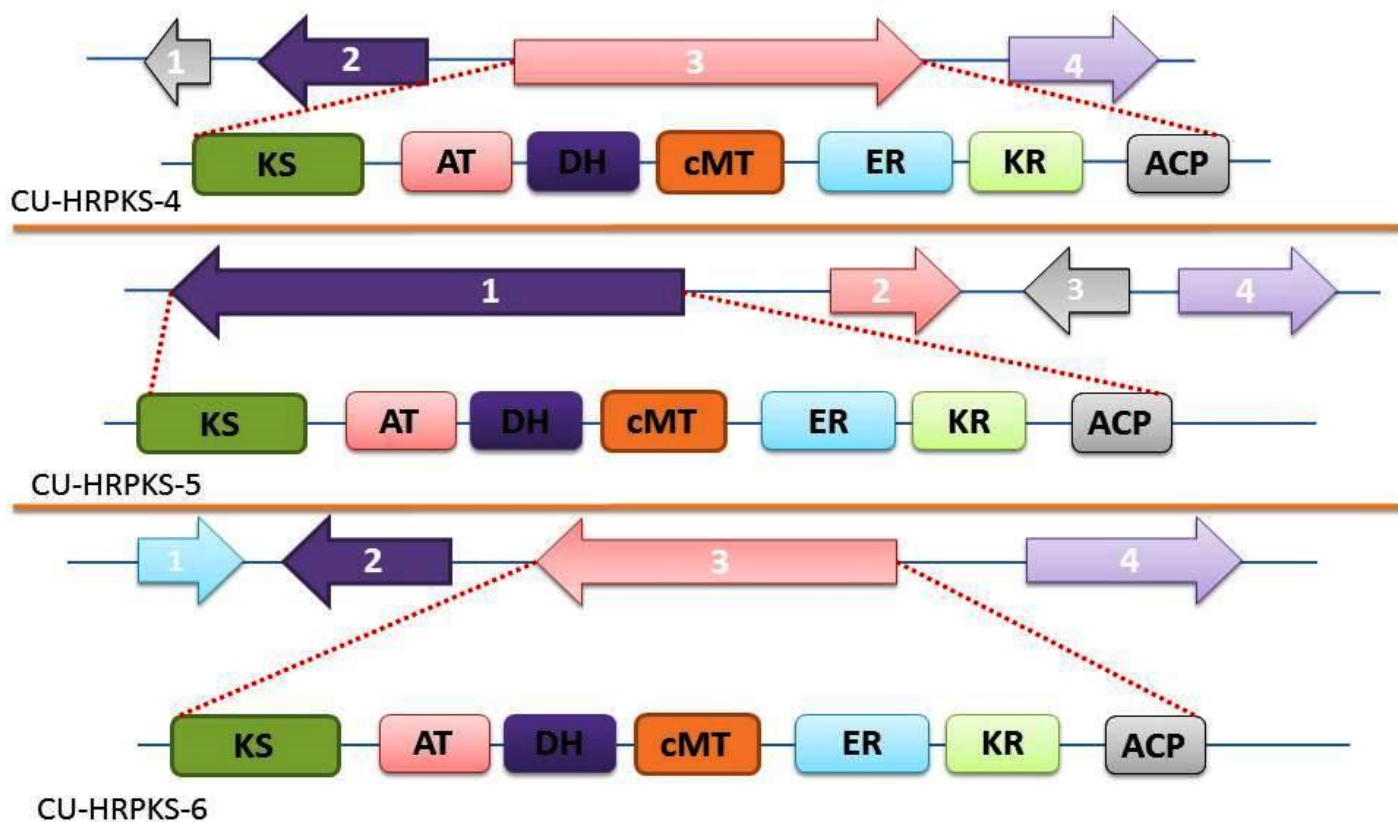 1 2 3 4
KS AT DH cMT ER KR ACP
CU-HRPKS-4
1 2 3 4
KS AT DH cMT ER KR ACP
CU-HRPKS-5
1 2 3 4
KS AT DH cMT ER KR ACP
CU-HRPKS-6